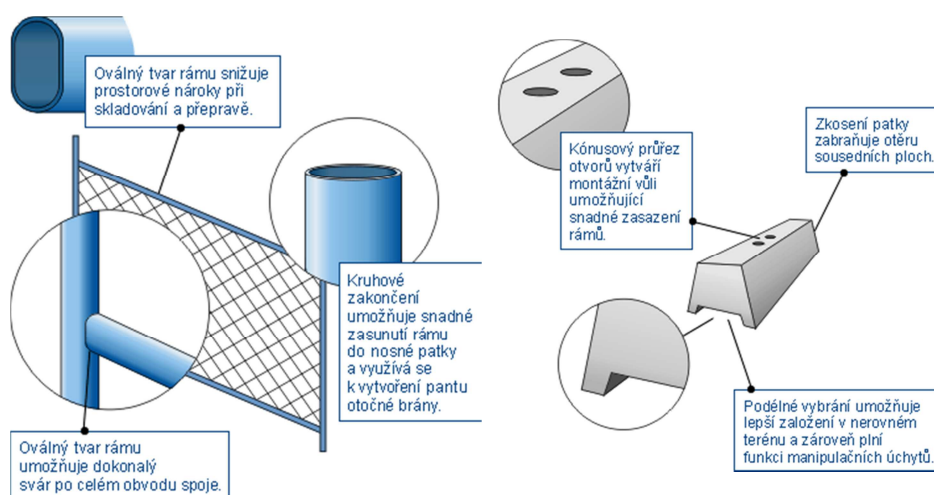 Oválný tvar rámu snižuje
prostorové nároky při
skladování a přepravě.
Kruhové
zakončení
umožňuje snadné
zasunutí rámu
do nosné patky
a využívá se
k vytvoření pantu
otočné brány.
Oválný tvar rámu
umožňuje dokonalý
svár po celém obvodu spoje.
Kónusový průřez
otvorů vytváří
montážní vůli
umožňující
snadné zasazení
rámů.
Zkosení patky
zabraňuje otěru
sousedních ploch.
Podélné vybrání umožňuje
lepší založení v nerovném
terénu a zároveň plní
funkci manipulačních úchytů.